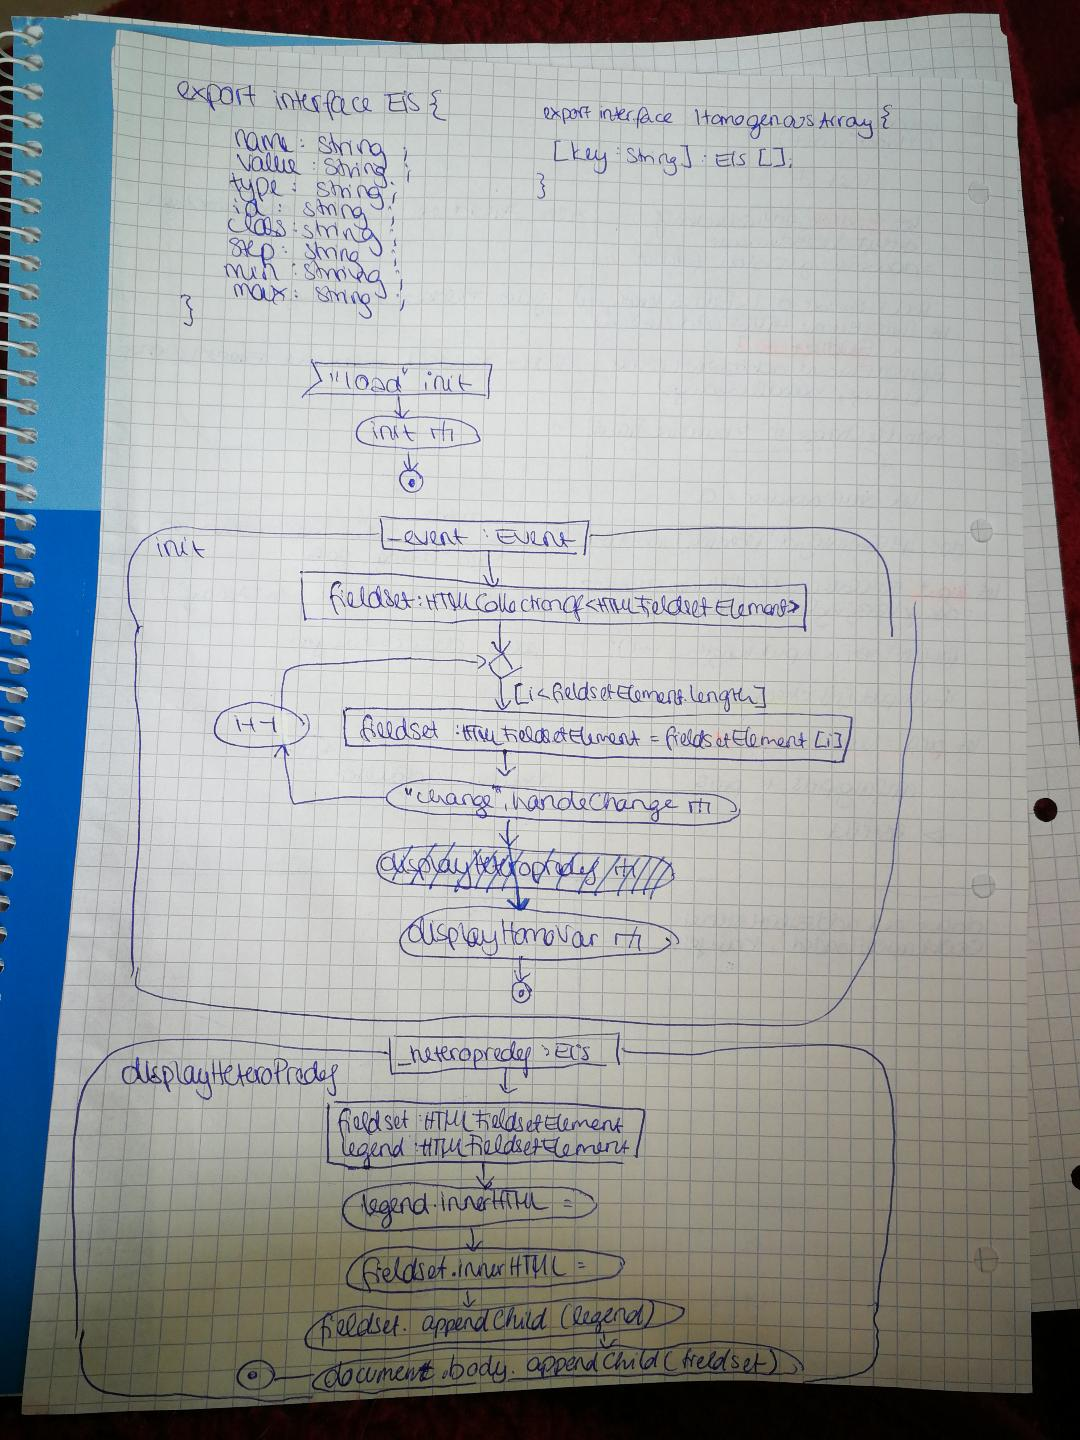 export interface EIS {
name : string ;
value : string ;
type : string ;
id : string ;
class : string ;
step : string ;
min : string ;
max : string ;
}
export interface HomogenousArray {
[key : string] : EIS [];
}
"load" init
init
init
_event : Event
fieldset : HTMLCollectionOf<HTMLFieldsetElement>
[i<fieldsetElement.length]
fieldset : HTMLFieldsetElement = fieldsetElement [i]
"change", handleChange
displayHomoVar
displayHeteroPredef
_heteropredef : EIS
fieldset : HTMLFieldsetElement
legend : HTMLFieldsetElement
legend.innerHTML =
fieldset.innerHTML =
fieldset. appendChild (legend)
document.body. appendChild (fieldset)